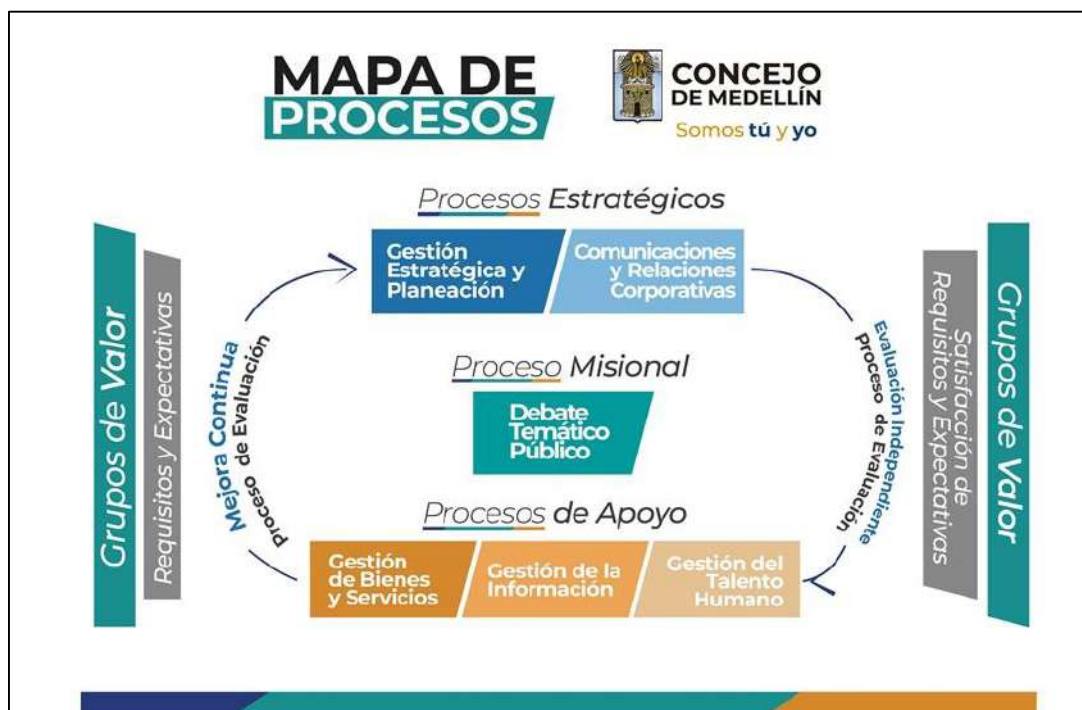 MAPA DE
PROCESOS
CONCEJO
DE MEDELLÍN
Somos tú y yo
Procesos Estratégicos
Gestión
Estratégica y
Planeación
Comunicaciones
y Relaciones
Corporativas
Grupos de Valor
Requisitos y Expectativas
Mejora Continua
Proceso de Evaluación
Proceso Misional
Debate
Temático
Público
Evaluación Independiente
Proceso de Evaluación
Satisfacción de
Requisitos y Expectativas
Grupos de Valor
Procesos de Apoyo
Gestión
de Bienes
y Servicios
Gestión de la
Información
Gestión del
Talento
Humano